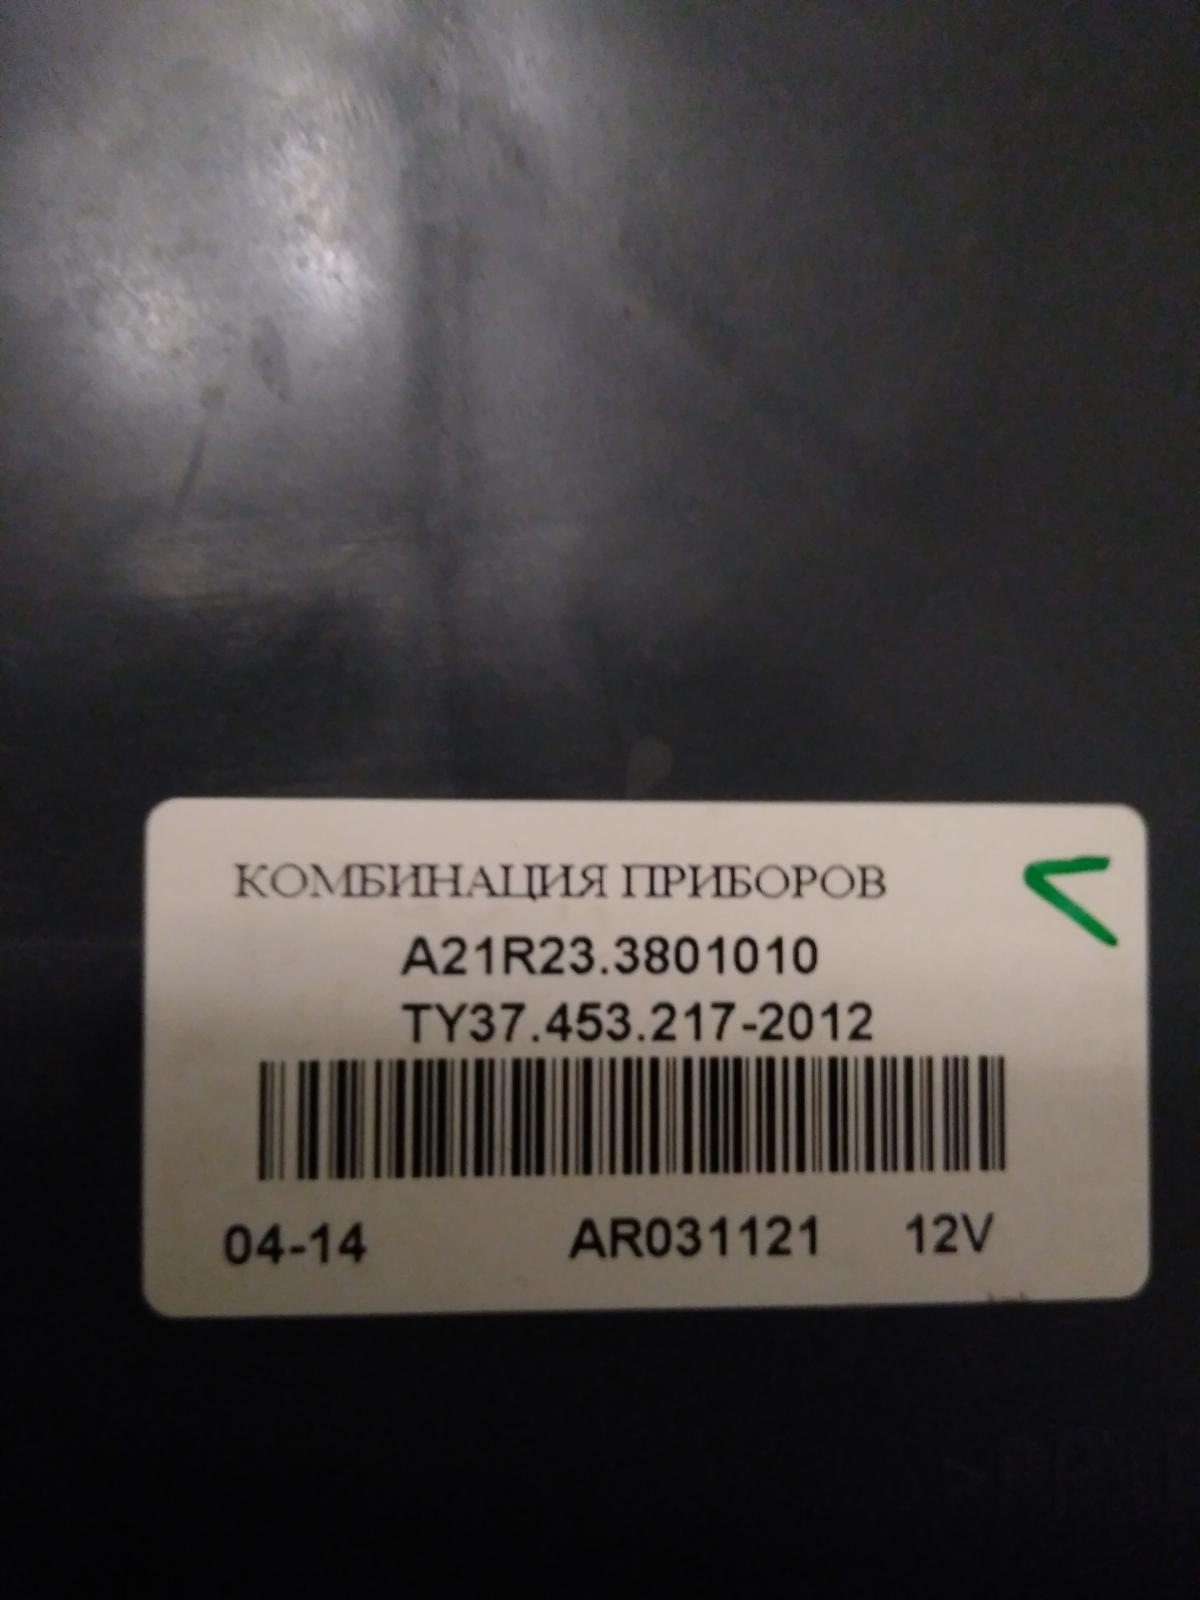 КОМБИНАЦИЯ ПРИБОРОВ
A21R23.3801010
ТУ37.453.217-2012
04-14 AR031121 12V